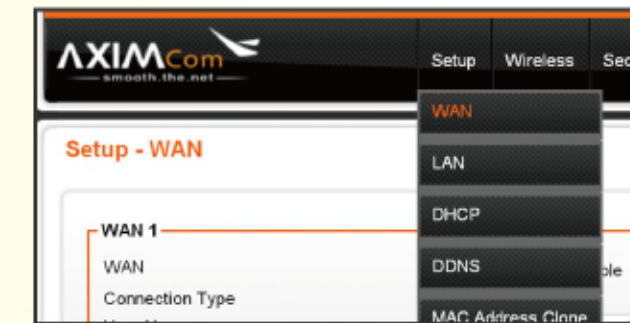 AXIMCom
smooth.the.net
Setup Wireless
WAN
Setup - WAN
LAN
DHCP
WAN 1
WAN
DDNS
Connection Type
MAC Address Clone